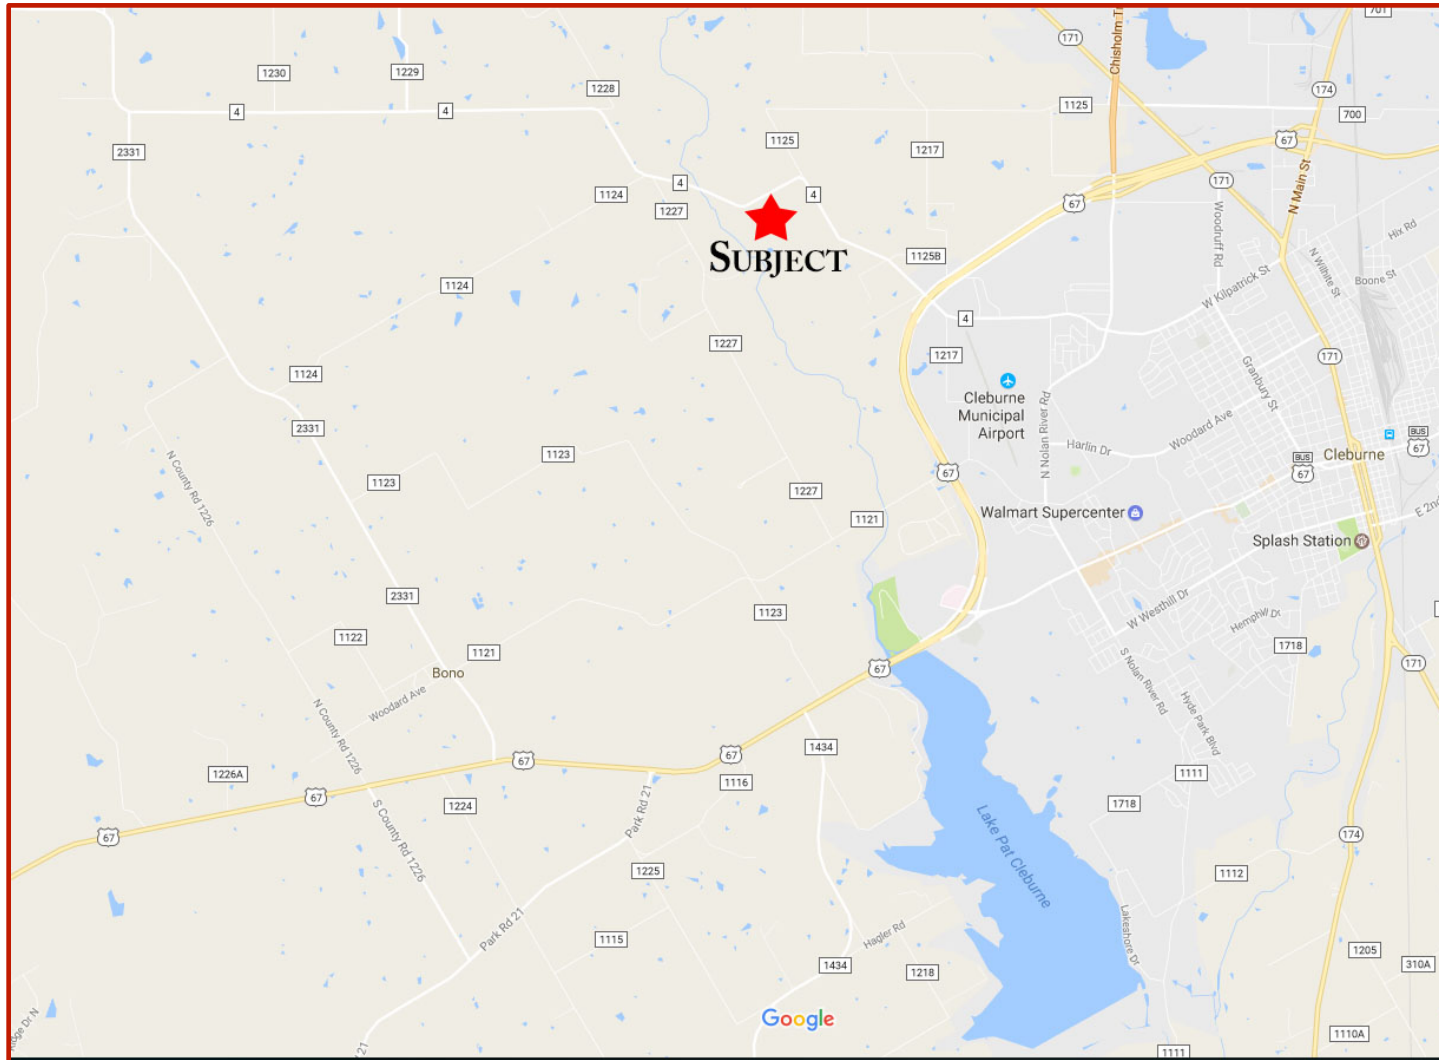 701
171
Chisholm Tr
1230
1229
1228
174
4
4
1125
700
2331
1125
1217
67
4
171
1124
4
67
1227
N Main St
Woodruff Rd
Hix Rd
SUBJECT
1125B
N Wilhite St
Boone St
1124
W Kilpatrick St
4
1227
1217
171
1124
Cleburne
Municipal
Airport
Granbury St
N Nolan River Rd
Woodard Ave
2331
Harlin Dr
BUS
67
Cleburne
BUS
67
1123
N County Rd 1226
1123
67
1227
Walmart Supercenter
1121
E 2nd
Splash Station
2331
1123
W Westhill Dr
Hemphill Dr
1122
1121
1718
Bono
67
S Nolan River Rd
171
Woodard Ave
Hyde Park Blvd
N County Rd 1226
1434
67
67
1226A
1116
1111
67
1224
Park Rd 21
1718
67
S County Rd 1226
Lake Pat Cleburne
174
1225
1112
Park Rd 21
1115
Hagler Rd
Lakeshore Dr
1205
1434
1218
310A
Google
idge Dr N
21
1110A
1111